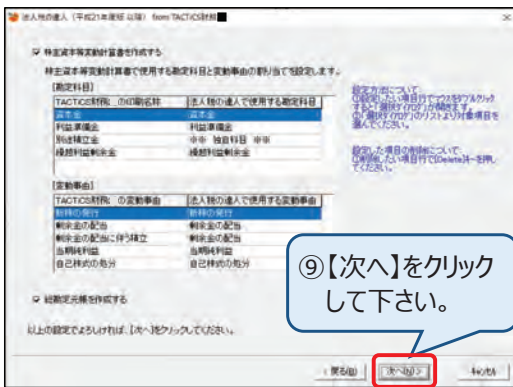 法人税の達人（平成21年度版 以降） from TACTiCS財務
株主資本等変動計算書を作成する
株主資本等変動計算書で使用する勘定科目と変動事由の割り当てを設定します。
[勘定科目]
TACTiCS財務 の印刷名称 法人税の達人で使用する勘定科目
資本金 資本金
利益準備金 利益準備金
別途積立金 ※※ 独自科目 ※※
繰越利益剰余金 繰越利益剰余金
設定方法について
①設定したい項目行でマウスをダブルクリック
すると「選択ダイアログ」が開きます。
②「選択ダイアログ」のリストより対象項目を
選んでください。
設定した項目の削除について
①削除したい項目行で[Delete]キーを押し
てください。
[変動事由]
TACTiCS財務 の変動事由 法人税の達人で使用する変動事由
新株の発行 新株の発行
剰余金の配当 剰余金の配当
剰余金の配当に伴う積立 剰余金の配当
当期純利益 当期純利益
自己株式の処分 自己株式の処分
⑨【次へ】をクリック
して下さい。
総勘定元帳を作成する
以上の設定でよろしければ、[次へ]をクリックしてください。
< 戻る(B) 次へ(N) > キャンセル